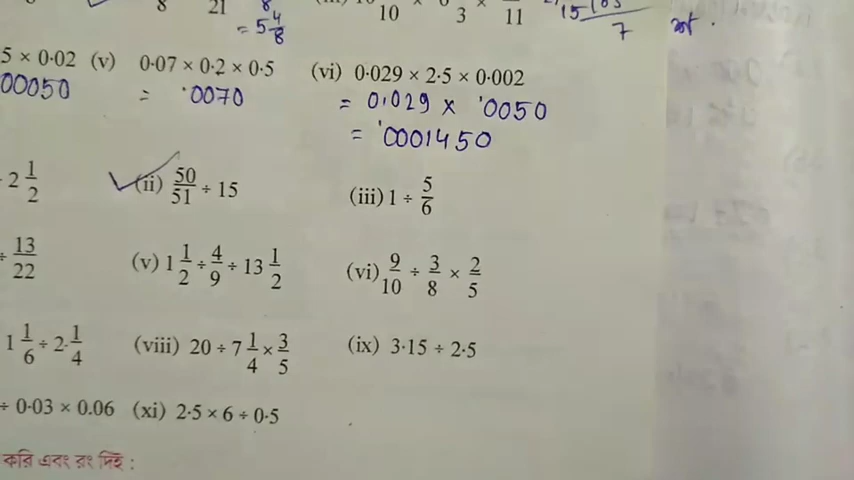 8 21 8 10 3 11 15 105
= 5 4/8 7
5 × 0·02 (v) 0·07 × 0·2 × 0·5 (vi) 0·029 × 2·5 × 0·002
00050 = ·0070 = 0.029 × ·0050
= ·0001450
2 1/2 (ii) 50/51 ÷ 15 (iii) 1 ÷ 5/6
÷ 13/22 (v) 1 1/2 ÷ 4/9 ÷ 13 1/2 (vi) 9/10 ÷ 3/8 × 2/5
1 1/6 ÷ 2 1/4 (viii) 20 ÷ 7 1/4 × 3/5 (ix) 3·15 ÷ 2·5
÷ 0·03 × 0.06 (xi) 2·5 × 6 ÷ 0·5
করি এবং রং দিই :